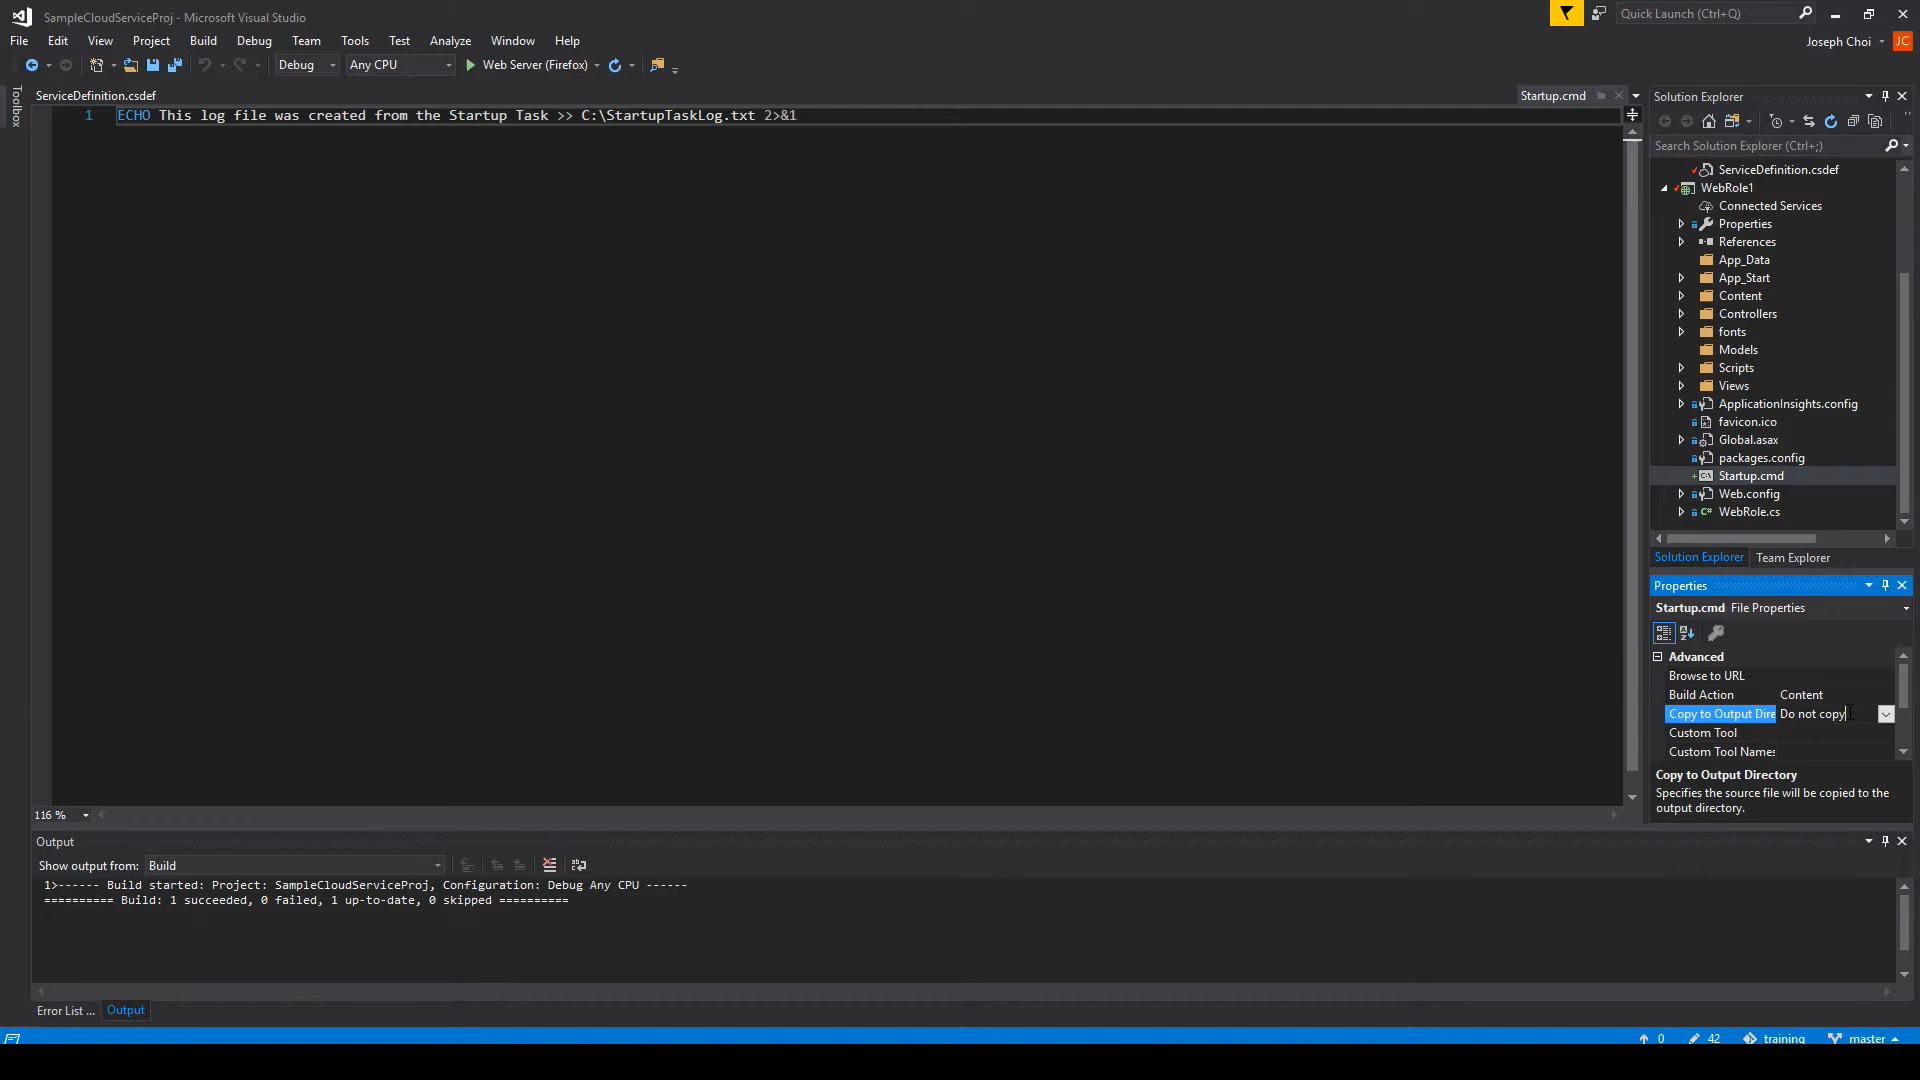 SampleCloudServiceProj - Microsoft Visual Studio
Quick Launch (Ctrl+Q)
File Edit View Project Build Debug Team Tools Test Analyze Window Help
Joseph Choi JC
Debug Any CPU Web Server (Firefox)
Toolbox
ServiceDefinition.csdef
Startup.cmd
1 ECHO This log file was created from the Startup Task >> C:\StartupTaskLog.txt 2>&1
Solution Explorer
Search Solution Explorer (Ctrl+;)
ServiceDefinition.csdef
WebRole1
Connected Services
Properties
References
App_Data
App_Start
Content
Controllers
fonts
Models
Scripts
Views
ApplicationInsights.config
favicon.ico
Global.asax
packages.config
Startup.cmd
Web.config
C# WebRole.cs
Solution Explorer Team Explorer
Properties
Startup.cmd File Properties
Advanced
Browse to URL
Build Action Content
Copy to Output Dire Do not copy
Custom Tool
Custom Tool Names
Copy to Output Directory
Specifies the source file will be copied to the
output directory.
116 %
Output
Show output from: Build
1>------ Build started: Project: SampleCloudServiceProj, Configuration: Debug Any CPU ------
========== Build: 1 succeeded, 0 failed, 1 up-to-date, 0 skipped ==========
Error List ... Output
0 42 training master